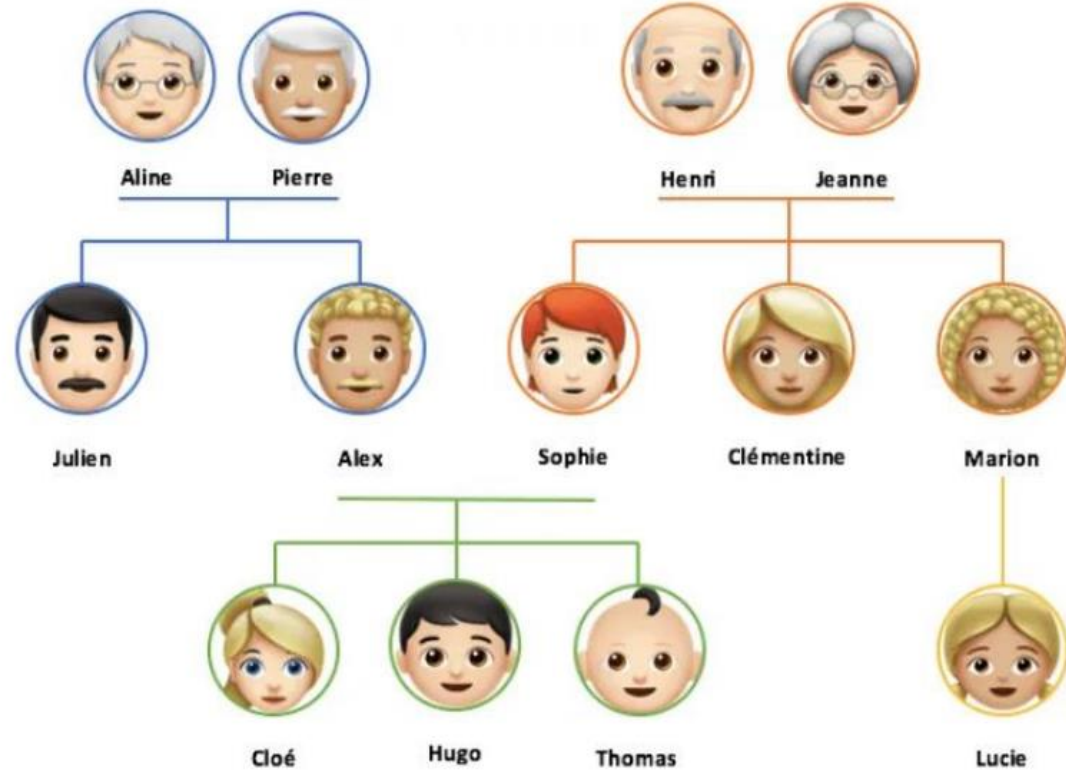 Aline Pierre Henri Jeanne
Julien Alex Sophie Clémentine Marion
Cloé Hugo Thomas Lucie